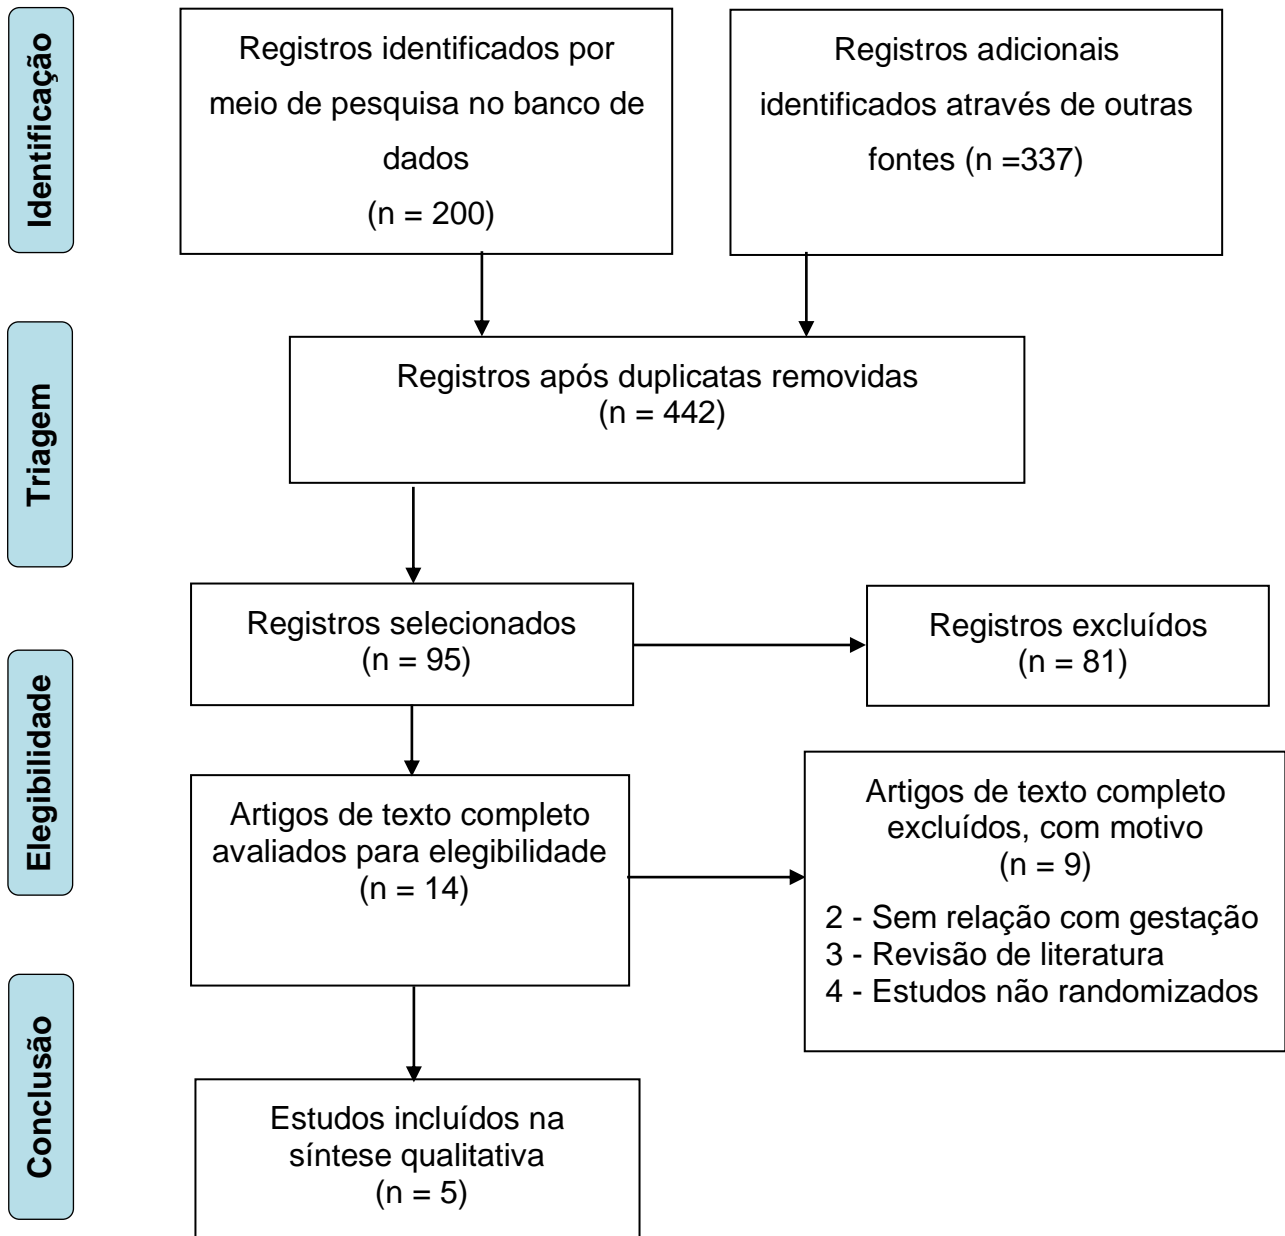 Identificação
Registros identificados por
meio de pesquisa no banco de
dados
(n = 200)
Registros adicionais
identificados através de outras
fontes (n =337)
Triagem
Registros após duplicatas removidas
(n = 442)
Registros selecionados
(n = 95)
Registros excluídos
(n = 81)
Elegibilidade
Artigos de texto completo
avaliados para elegibilidade
(n = 14)
Artigos de texto completo
excluídos, com motivo
(n = 9)
2 - Sem relação com gestação
3 - Revisão de literatura
4 - Estudos não randomizados
Conclusão
Estudos incluídos na
síntese qualitativa
(n = 5)